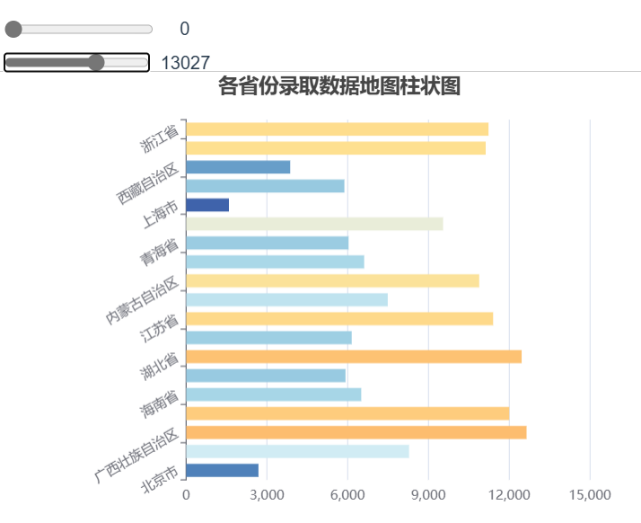 0
13027
各省份录取数据地图柱状图
浙江省
西藏自治区
上海市
青海省
内蒙古自治区
江苏省
湖北省
海南省
广西壮族自治区
北京市
0 3,000 6,000 9,000 12,000 15,000